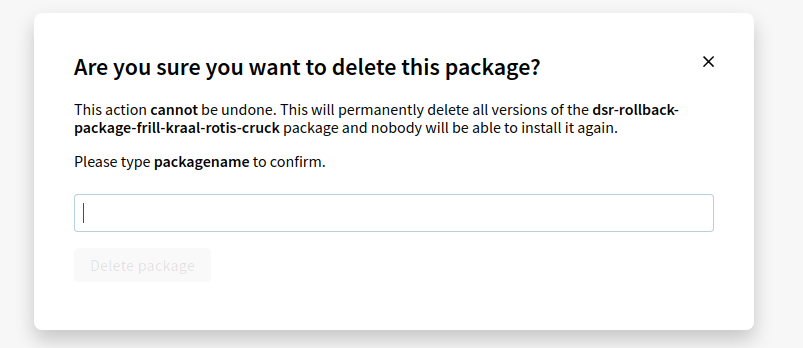 Are you sure you want to delete this package?
This action cannot be undone. This will permanently delete all versions of the dsr-rollback-
package-frill-kraal-rotis-cruck package and nobody will be able to install it again.
Please type packagename to confirm.
Delete package